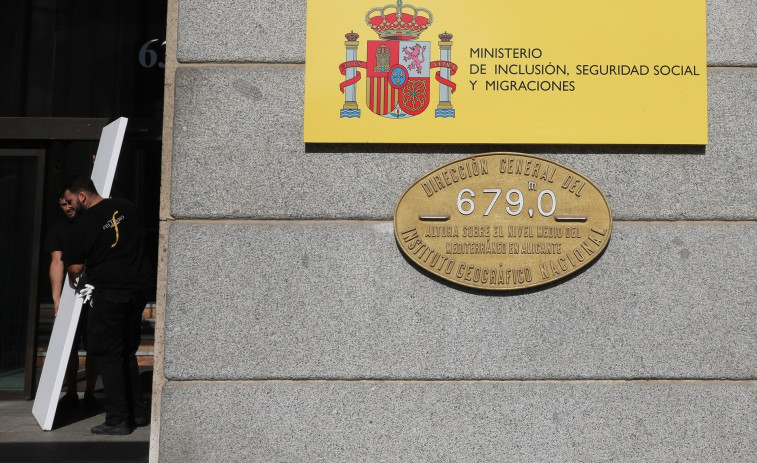 63
MINISTERIO
DE INCLUSIÓN, SEGURIDAD SOCIAL
Y MIGRACIONES
DIRECCIÓN GENERAL DEL
679,0 m
ALTURA SOBRE EL NIVEL MEDIO DEL
MEDITERRÁNEO EN ALICANTE
INSTITUTO GEOGRÁFICO NACIONAL